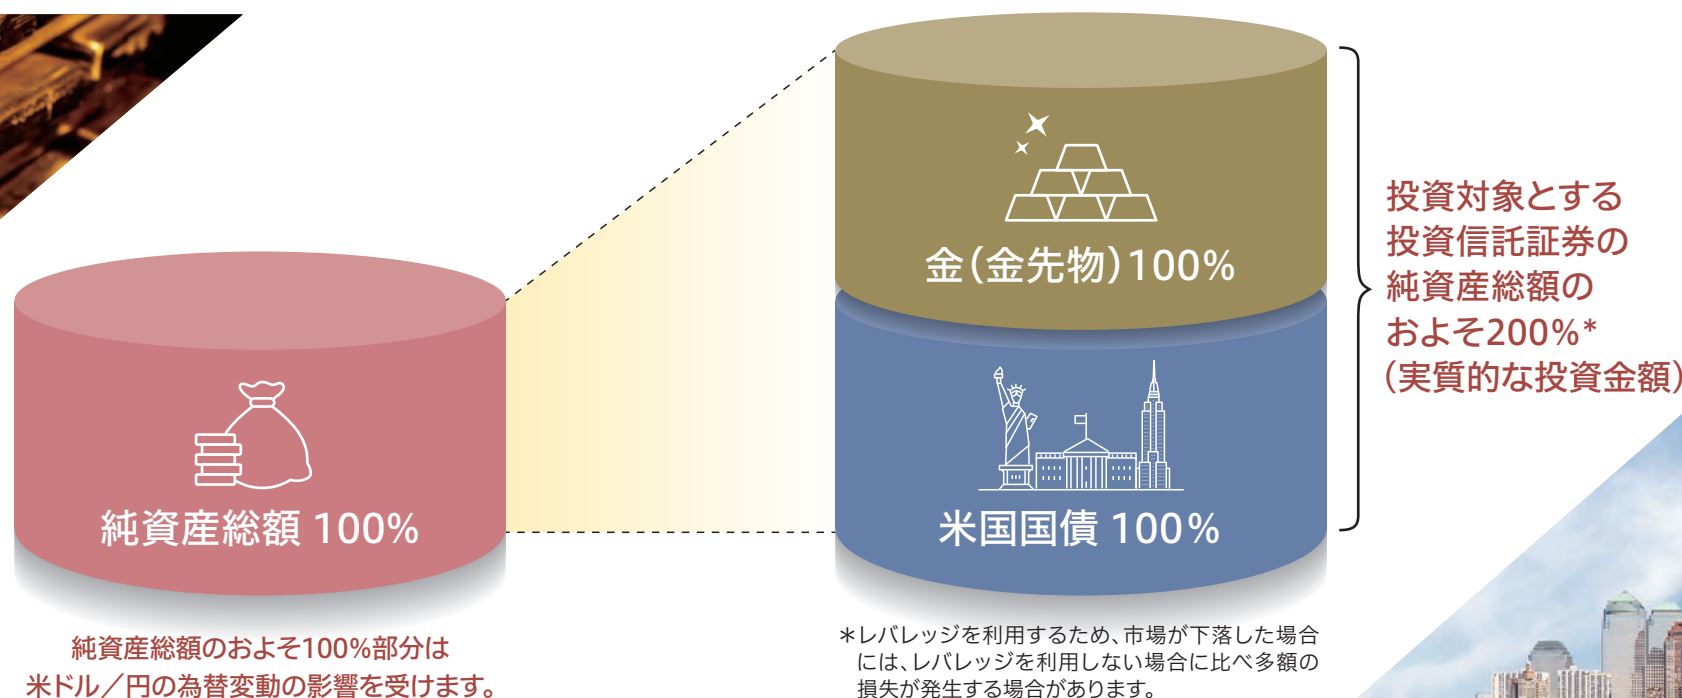 金(金先物)100%
純資産総額 100%
米国国債 100%
投資対象とする
投資信託証券の
純資産総額の
およそ200%*
(実質的な投資金額)
純資産総額のおよそ100%部分は
米ドル/円の為替変動の影響を受けます。
*レバレッジを利用するため、市場が下落した場合
には、レバレッジを利用しない場合に比べ多額の
損失が発生する場合があります。